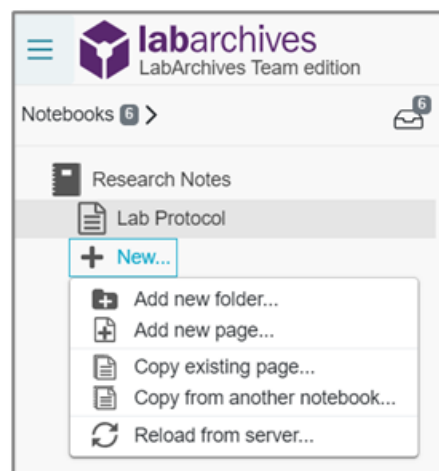 labarchives
LabArchives Team edition
Notebooks 6
6
Research Notes
Lab Protocol
New...
Add new folder...
Add new page...
Copy existing page...
Copy from another notebook...
Reload from server...